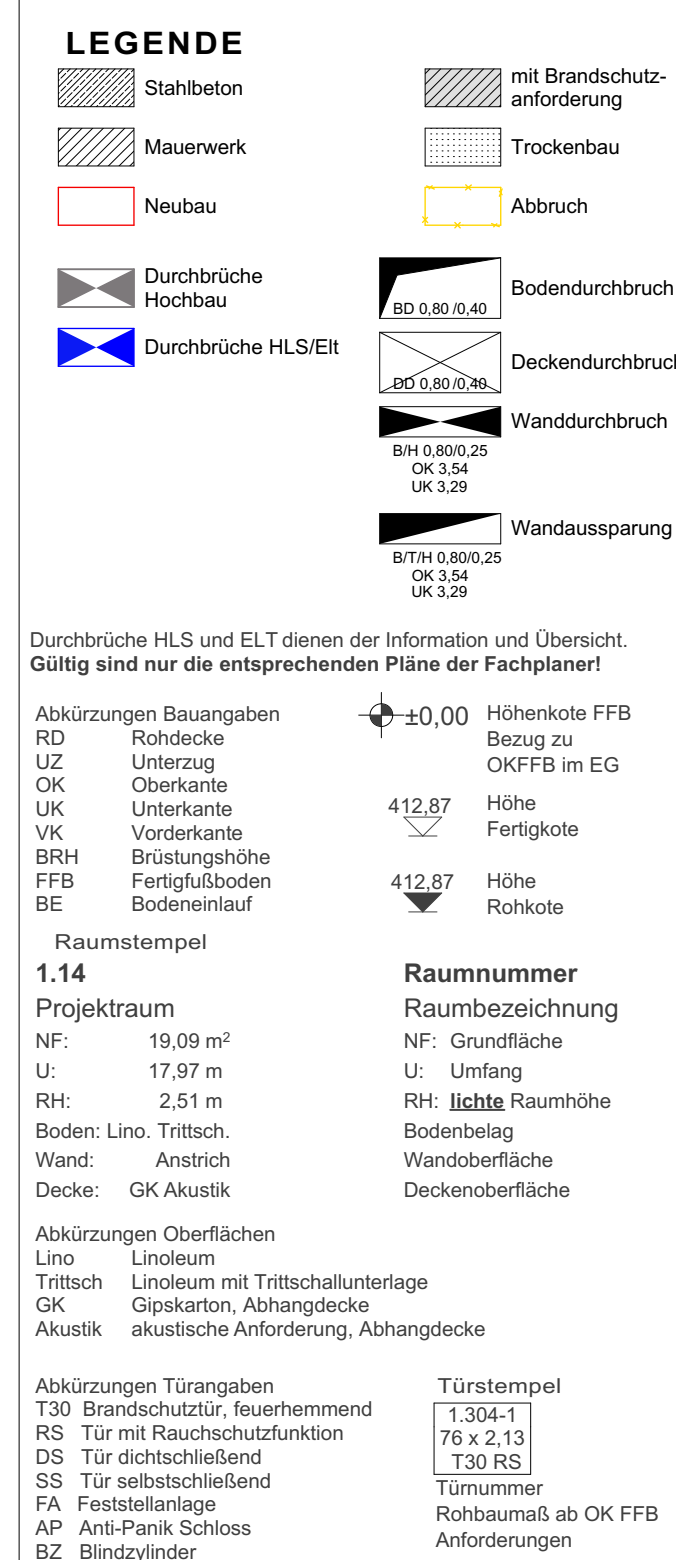 LEGENDE
Stahlbeton
mit Brandschutz-
anforderung
Mauerwerk
Trockenbau
Neubau
Abbruch
Durchbrüche
Hochbau
BD 0,80 /0,40
Bodendurchbruch
Durchbrüche HLS/Elt
DD 0,80 /0,40
Deckendurchbruch
Wanddurchbruch
B/H 0,80/0,25
OK 3,54
UK 3,29
Wandaussparung
B/T/H 0,80/0,25
OK 3,54
UK 3,29
Durchbrüche HLS und ELT dienen der Information und Übersicht.
Gültig sind nur die entsprechenden Pläne der Fachplaner!
Abkürzungen Bauangaben
RD Rohdecke
UZ Unterzug
OK Oberkante
UK Unterkante
VK Vorderkante
BRH Brüstungshöhe
FFB Fertigfußboden
BE Bodeneinlauf
±0,00 Höhenkote FFB
Bezug zu
OKFFB im EG
412,87 Höhe
Fertigkote
412,87 Höhe
Rohkote
Raumstempel
1.14 Raumnummer
Projektraum Raumbezeichnung
NF: 19,09 m² NF: Grundfläche
U: 17,97 m U: Umfang
RH: 2,51 m RH: lichte Raumhöhe
Boden: Lino. Trittsch. Bodenbelag
Wand: Anstrich Wandoberfläche
Decke: GK Akustik Deckenoberfläche
Abkürzungen Oberflächen
Lino Linoleum
Trittsch Linoleum mit Trittschallunterlage
GK Gipskarton, Abhangdecke
Akustik akustische Anforderung, Abhangdecke
Abkürzungen Türangaben
T30 Brandschutztür, feuerhemmend
RS Tür mit Rauchschutzfunktion
DS Tür dichtschließend
SS Tür selbstschließend
FA Feststellanlage
AP Anti-Panik Schloss
BZ Blindzylinder
Türstempel
1.304-1
76 x 2,13
T30 RS
Türnummer
Rohbaumaß ab OK FFB
Anforderungen